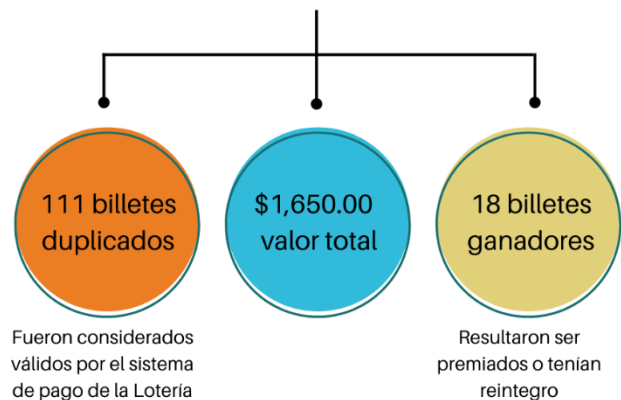 111 billetes
duplicados
Fueron considerados
válidos por el sistema
de pago de la Lotería
$1,650.00
valor total
18 billetes
ganadores
Resultaron ser
premiados o tenían
reintegro